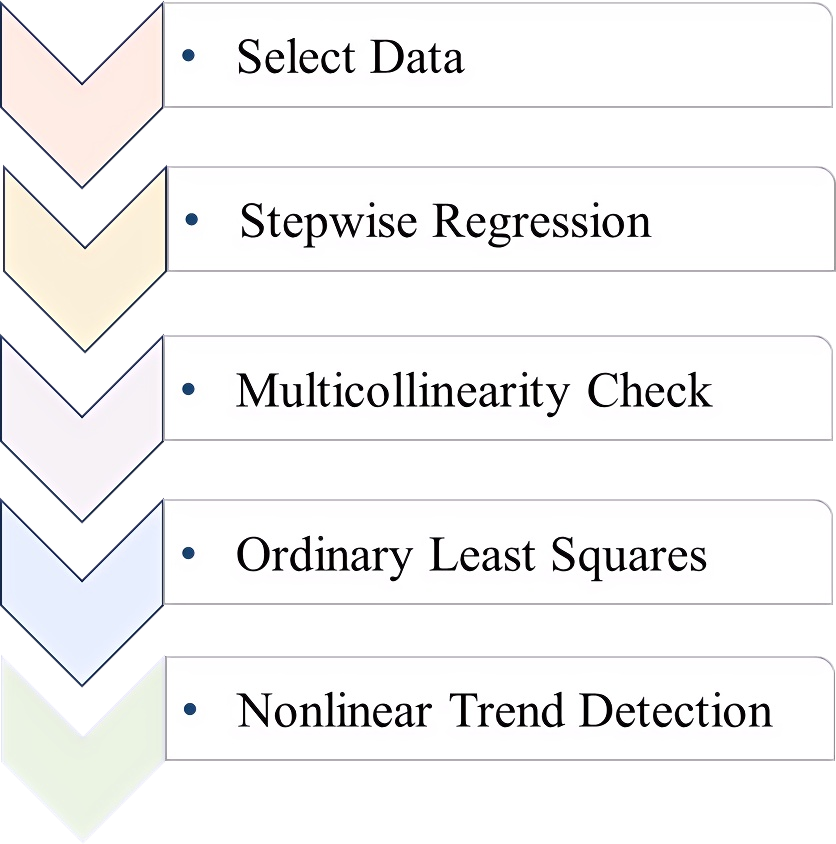 • Select Data
• Stepwise Regression
• Multicollinearity Check
• Ordinary Least Squares
• Nonlinear Trend Detection